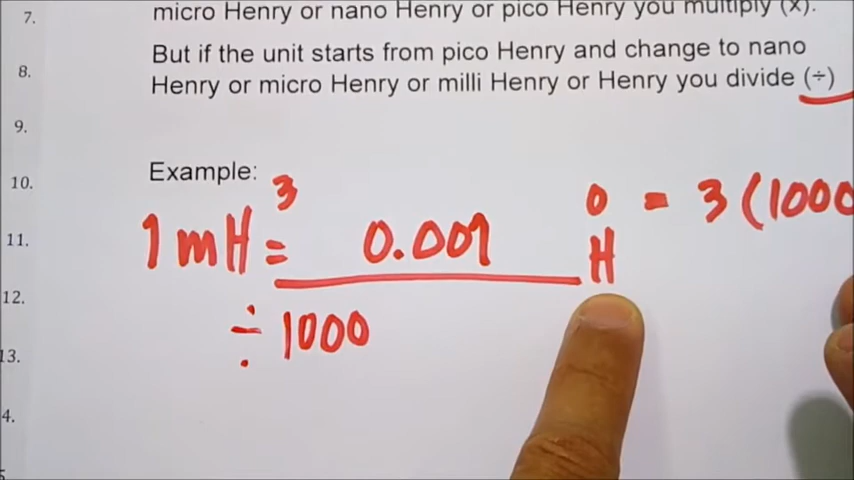 7. micro Henry or nano Henry or pico Henry you multiply (x).
But if the unit starts from pico Henry and change to nano
8. Henry or micro Henry or milli Henry or Henry you divide (÷)
9.
Example:
10. 3 0 = 3 (1000
11. 1 mH = 0.001 H
12.
÷ 1000
13.
4.